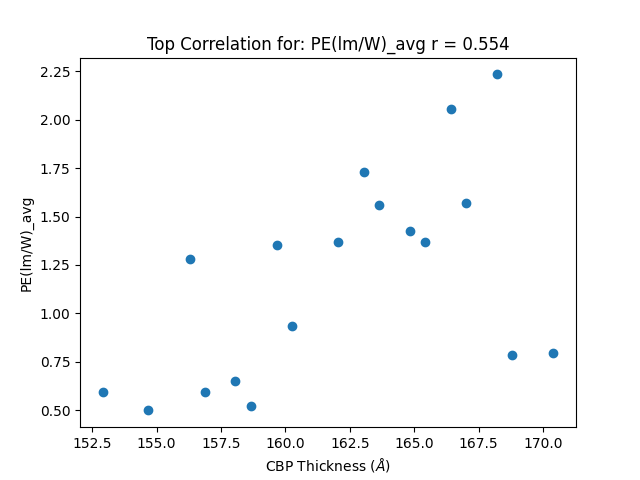 Top Correlation for: PE(lm/W)_avg r = 0.554
PE(lm/W)_avg
2.25
2.00
1.75
1.50
1.25
1.00
0.75
0.50
152.5 155.0 157.5 160.0 162.5 165.0 167.5 170.0
CBP Thickness (Å)